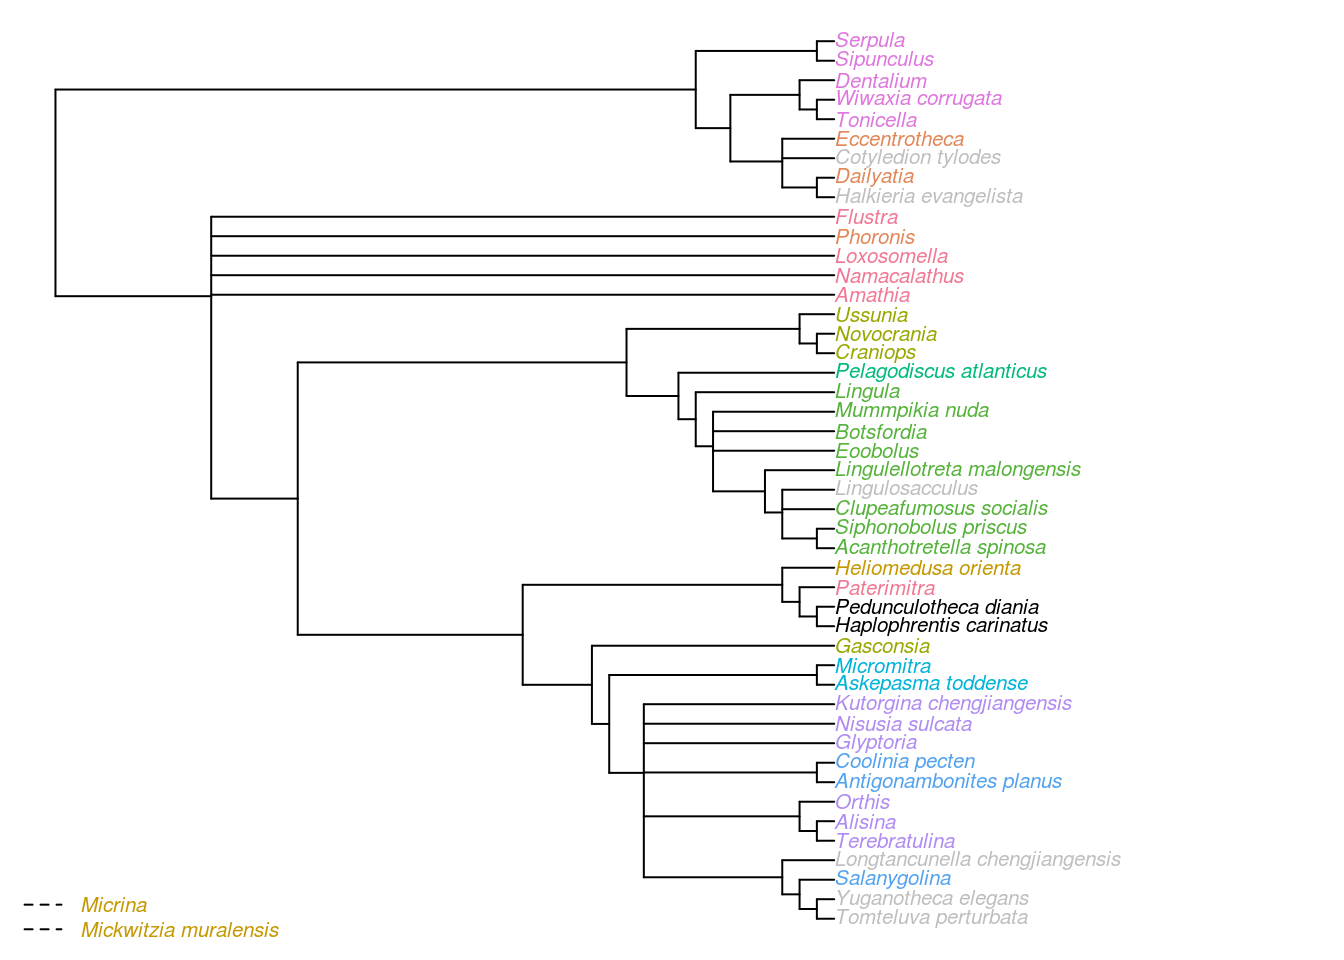 Serpula
Sipunculus
Dentalium
Wiwaxia corrugata
Tonicella
Eccentrotheca
Cotyledion tylodes
Dailyatia
Halkieria evangelista
Flustra
Phoronis
Loxosomella
Namacalathus
Amathia
Ussunia
Novocrania
Craniops
Pelagodiscus atlanticus
Lingula
Mummpikia nuda
Botsfordia
Eoobolus
Lingulellotreta malongensis
Lingulosacculus
Clupeafumosus socialis
Siphonobolus priscus
Acanthotretella spinosa
Heliomedusa orienta
Paterimitra
Pedunculotheca diania
Haplophrentis carinatus
Gasconsia
Micromitra
Askepasma toddense
Kutorgina chengjiangensis
Nisusia sulcata
Glyptoria
Coolinia pecten
Antigonambonites planus
Orthis
Alisina
Terebratulina
Longtancunella chengjiangensis
Salanygolina
Yuganotheca elegans
Tomteluva perturbata
Micrina
Mickwitzia muralensis